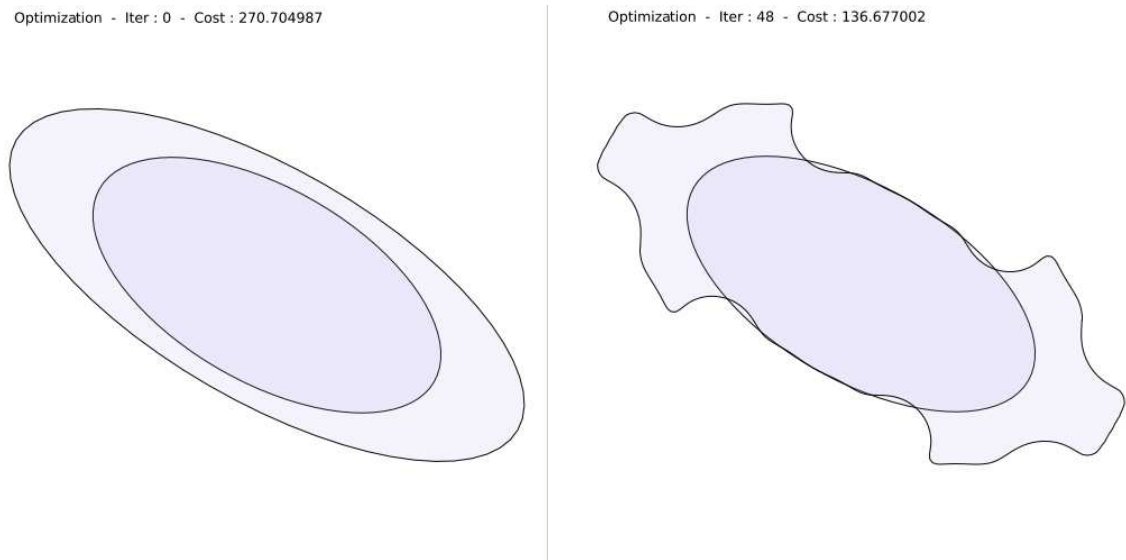 Optimization - Iter : 0 - Cost : 270.704987
Optimization - Iter : 48 - Cost : 136.677002